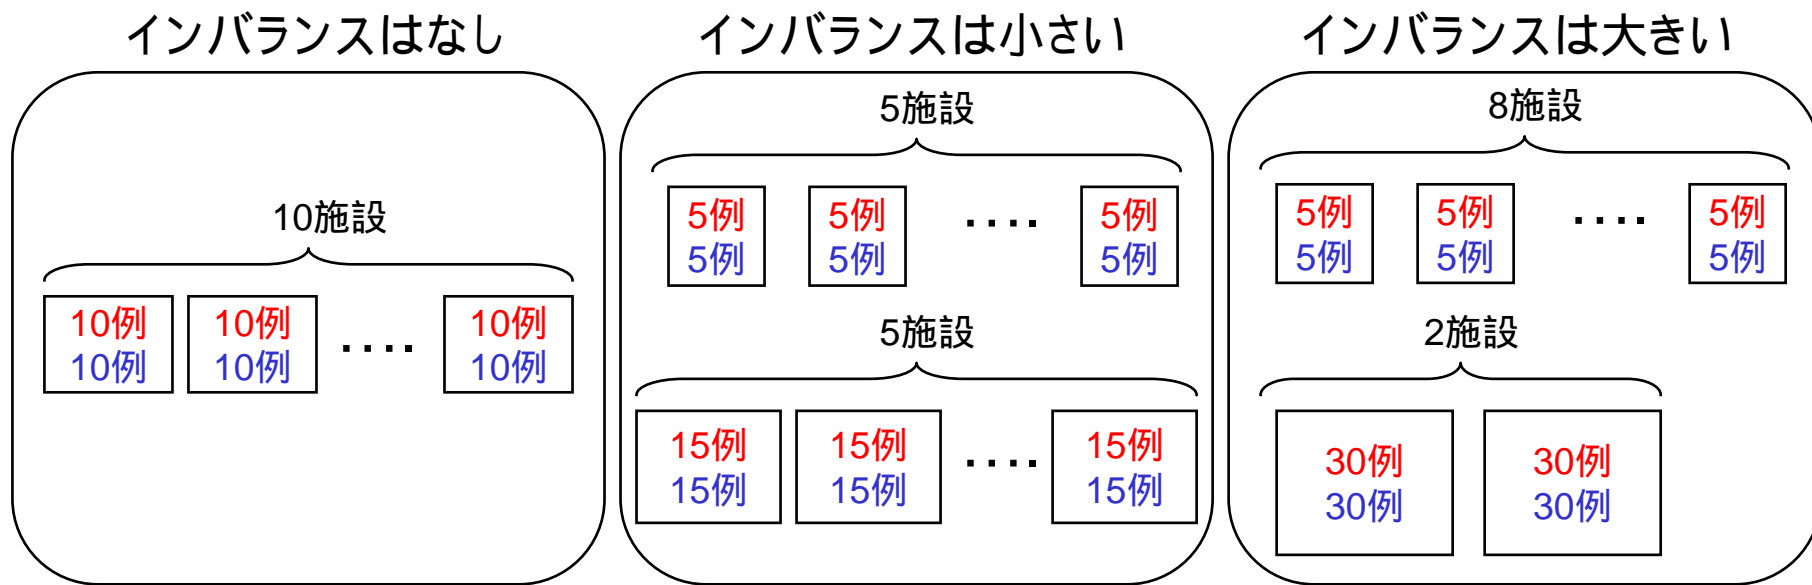 インバランスはなし
10施設
10例 10例 ‥‥ 10例
10例 10例 10例
インバランスは小さい
5施設
5例 5例 ‥‥ 5例
5例 5例 5例
5施設
15例 15例 ‥‥ 15例
15例 15例 15例
インバランスは大きい
8施設
5例 5例 ‥‥ 5例
5例 5例 5例
2施設
30例 30例
30例 30例